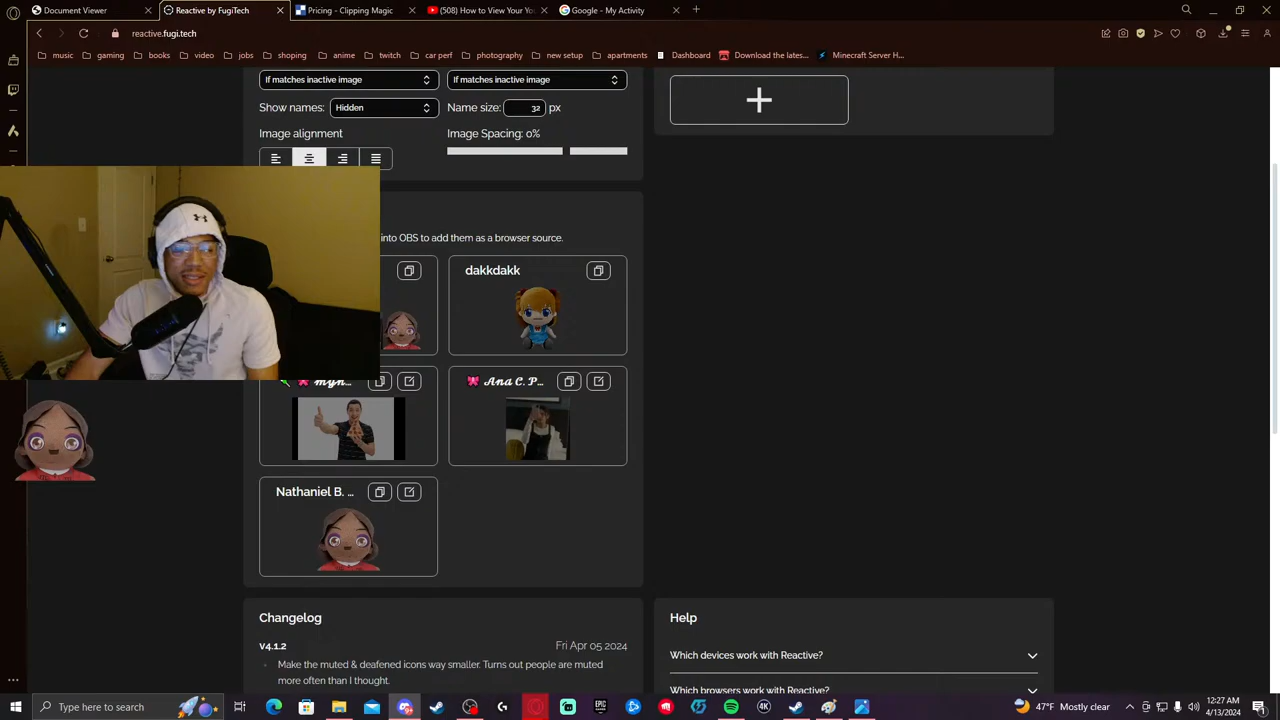 Document Viewer
Reactive by FugiTech
Pricing - Clipping Magic
(508) How to View Your Yo
Google - My Activity
reactive.fugi.tech
music
gaming
books
video
jobs
shoping
anime
twitch
car perf
photography
new setup
apartments
Dashboard
Download the lates...
Minecraft Server H...
If matches inactive image
If matches inactive image
Show names: Hidden
Name size: 32 px
Image alignment
Image Spacing: 0%
into OBS to add them as a browser source.
dakkdakk
Ana C. P...
Nathaniel B. ...
Changelog
Help
v4.1.2
Fri Apr 05 2024
Which devices work with Reactive?
Make the muted & deafened icons way smaller. Turns out people are muted
more often than I thought.
Which browsers work with Reactive?
Type here to search
47°F Mostly clear
12:27 AM
4/13/2024